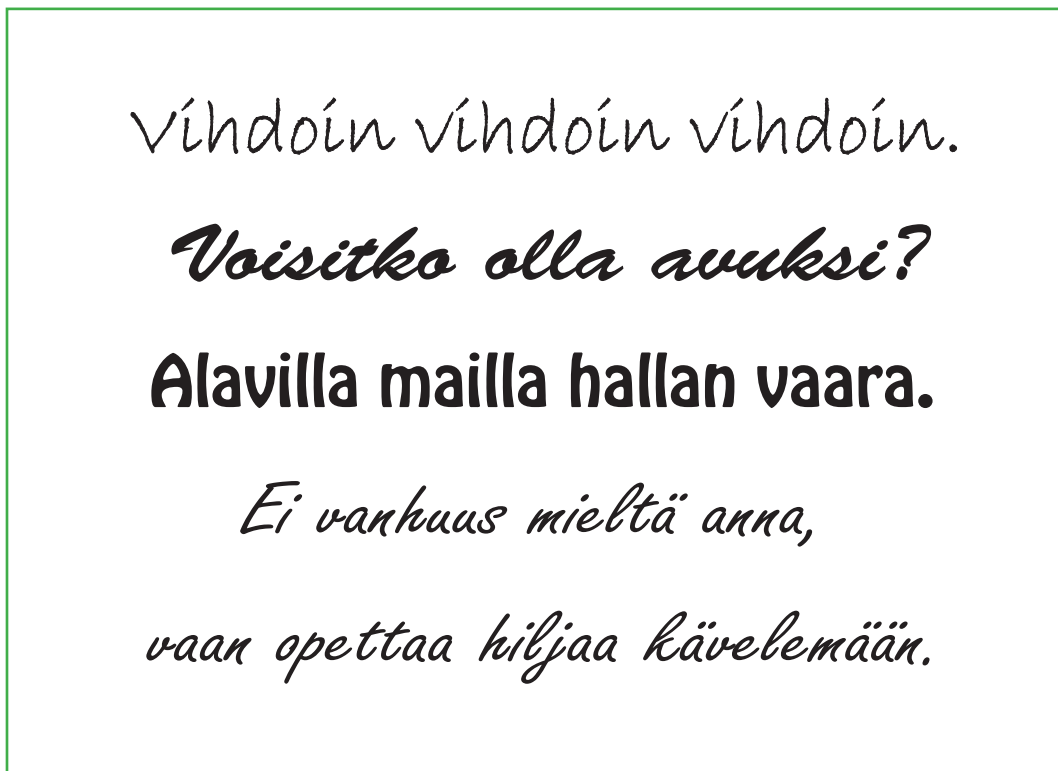 Vihdoin vihdoin vihdoin.
Voisitko olla avuksi?
Alavilla mailla hallan vaara.
Ei vanhuus mieltä anna,
vaan opettaa hiljaa kävelemään.